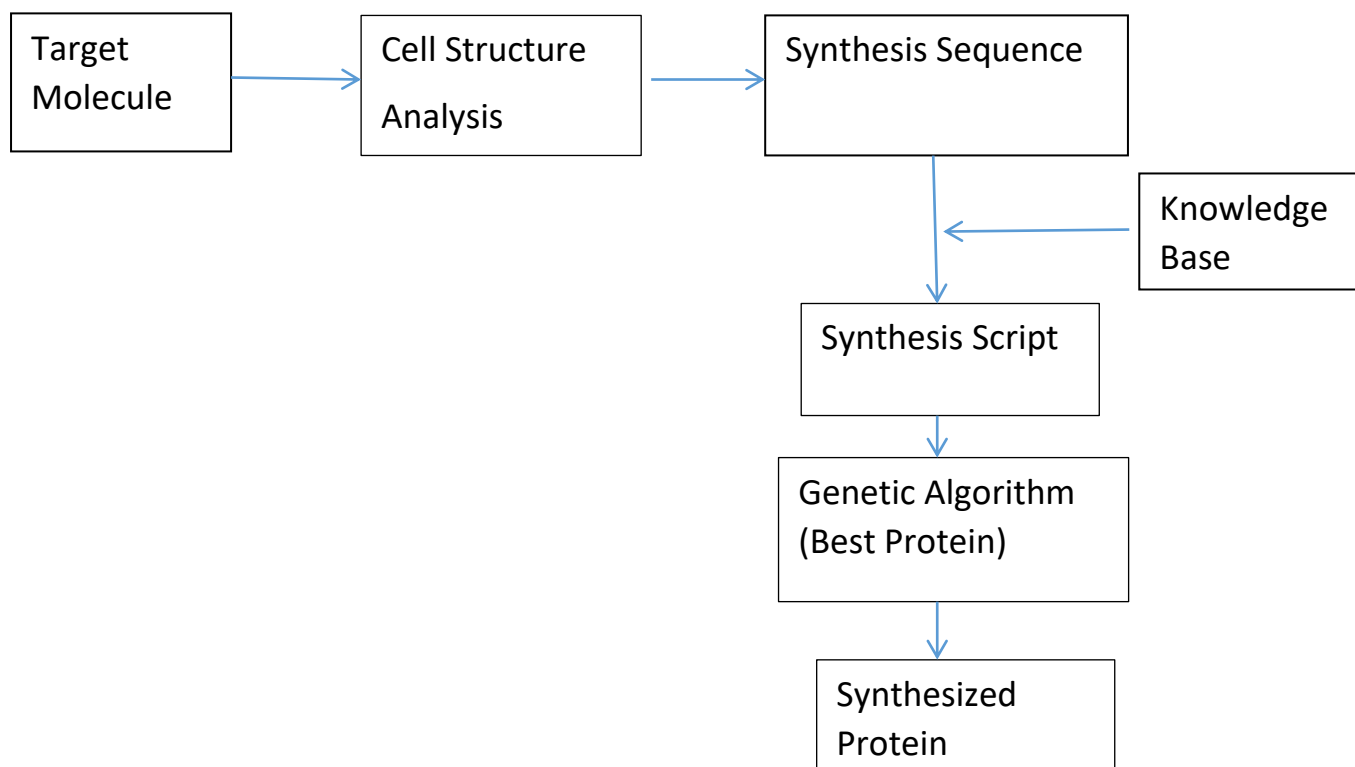 Target
Molecule
Cell Structure
Analysis
Synthesis Sequence
Knowledge
Base
Synthesis Script
Genetic Algorithm
(Best Protein)
Synthesized
Protein